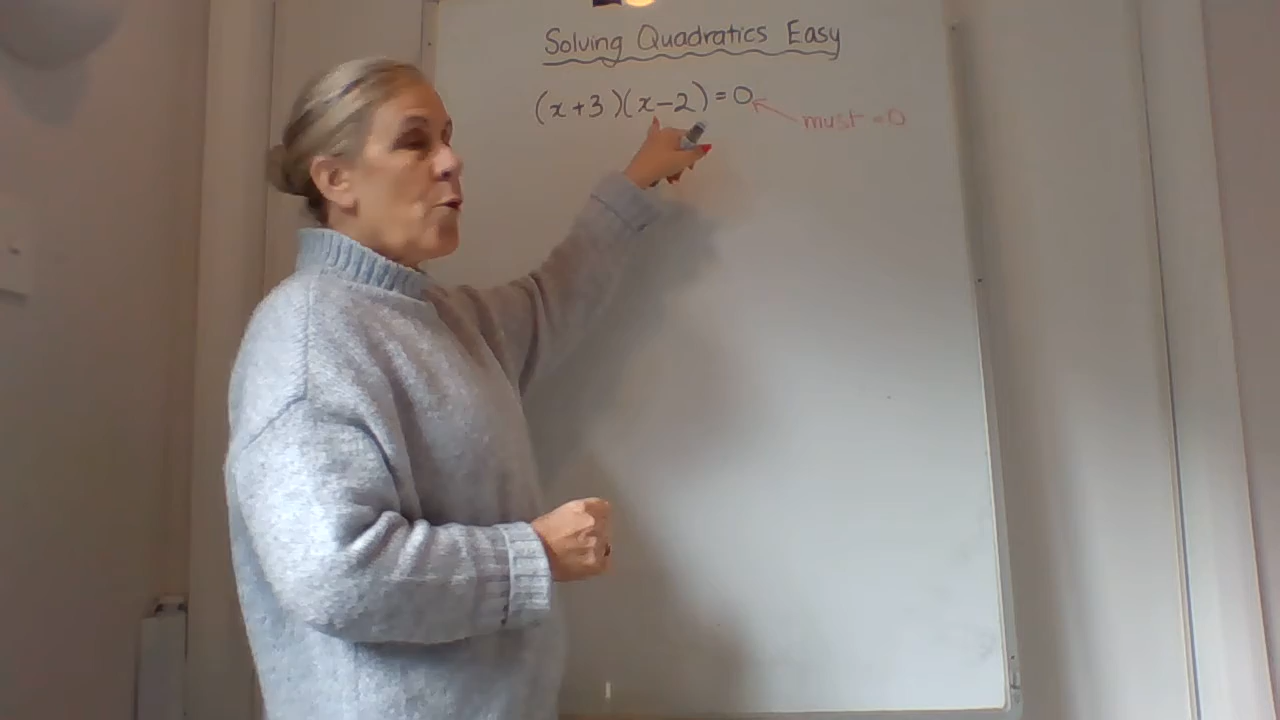 Solving Quadratics Easy
(x+3)(x-2)=0
must =0